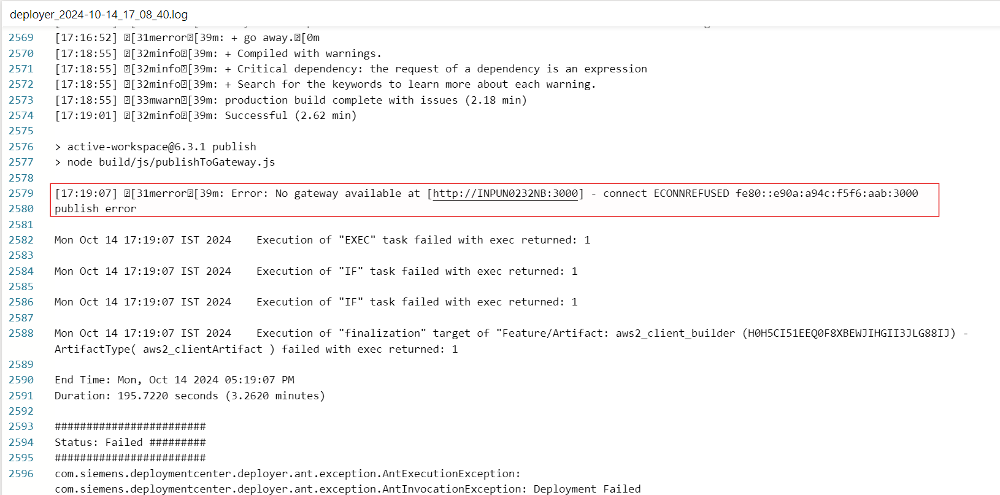 deployer_2024-10-14_17_08_40.log
2569 [17:16:52] [31merror[39m: + go away.[0m
2570 [17:18:55] [32minfo[39m: + Compiled with warnings.
2571 [17:18:55] [32minfo[39m: + Critical dependency: the request of a dependency is an expression
2572 [17:18:55] [32minfo[39m: + Search for the keywords to learn more about each warning.
2573 [17:18:55] [33mwarn[39m: production build complete with issues (2.18 min)
2574 [17:19:01] [32minfo[39m: Successful (2.62 min)
2575
2576 > active-workspace@6.3.1 publish
2577 > node build/js/publishToGateway.js
2578
2579 [17:19:07] [31merror[39m: Error: No gateway available at [http://INPUN0232NB:3000] - connect ECONNREFUSED fe80::e90a:a94c:f5f6:aab:3000
2580 publish error
2581
2582 Mon Oct 14 17:19:07 IST 2024    Execution of "EXEC" task failed with exec returned: 1
2583
2584 Mon Oct 14 17:19:07 IST 2024    Execution of "IF" task failed with exec returned: 1
2585
2586 Mon Oct 14 17:19:07 IST 2024    Execution of "IF" task failed with exec returned: 1
2587
2588 Mon Oct 14 17:19:07 IST 2024    Execution of "finalization" target of "Feature/Artifact: aws2_client_builder (H0H5CI51EEQ0F8XBEWJIHGII3JLG88IJ) -
ArtifactType( aws2_clientArtifact ) failed with exec returned: 1
2589
2590 End Time: Mon, Oct 14 2024 05:19:07 PM
2591 Duration: 195.7220 seconds (3.2620 minutes)
2592
2593 ########################
2594 Status: Failed #########
2595 ########################
2596 com.siemens.deploymentcenter.deployer.ant.exception.AntExecutionException:
com.siemens.deploymentcenter.deployer.ant.exception.AntInvocationException: Deployment Failed